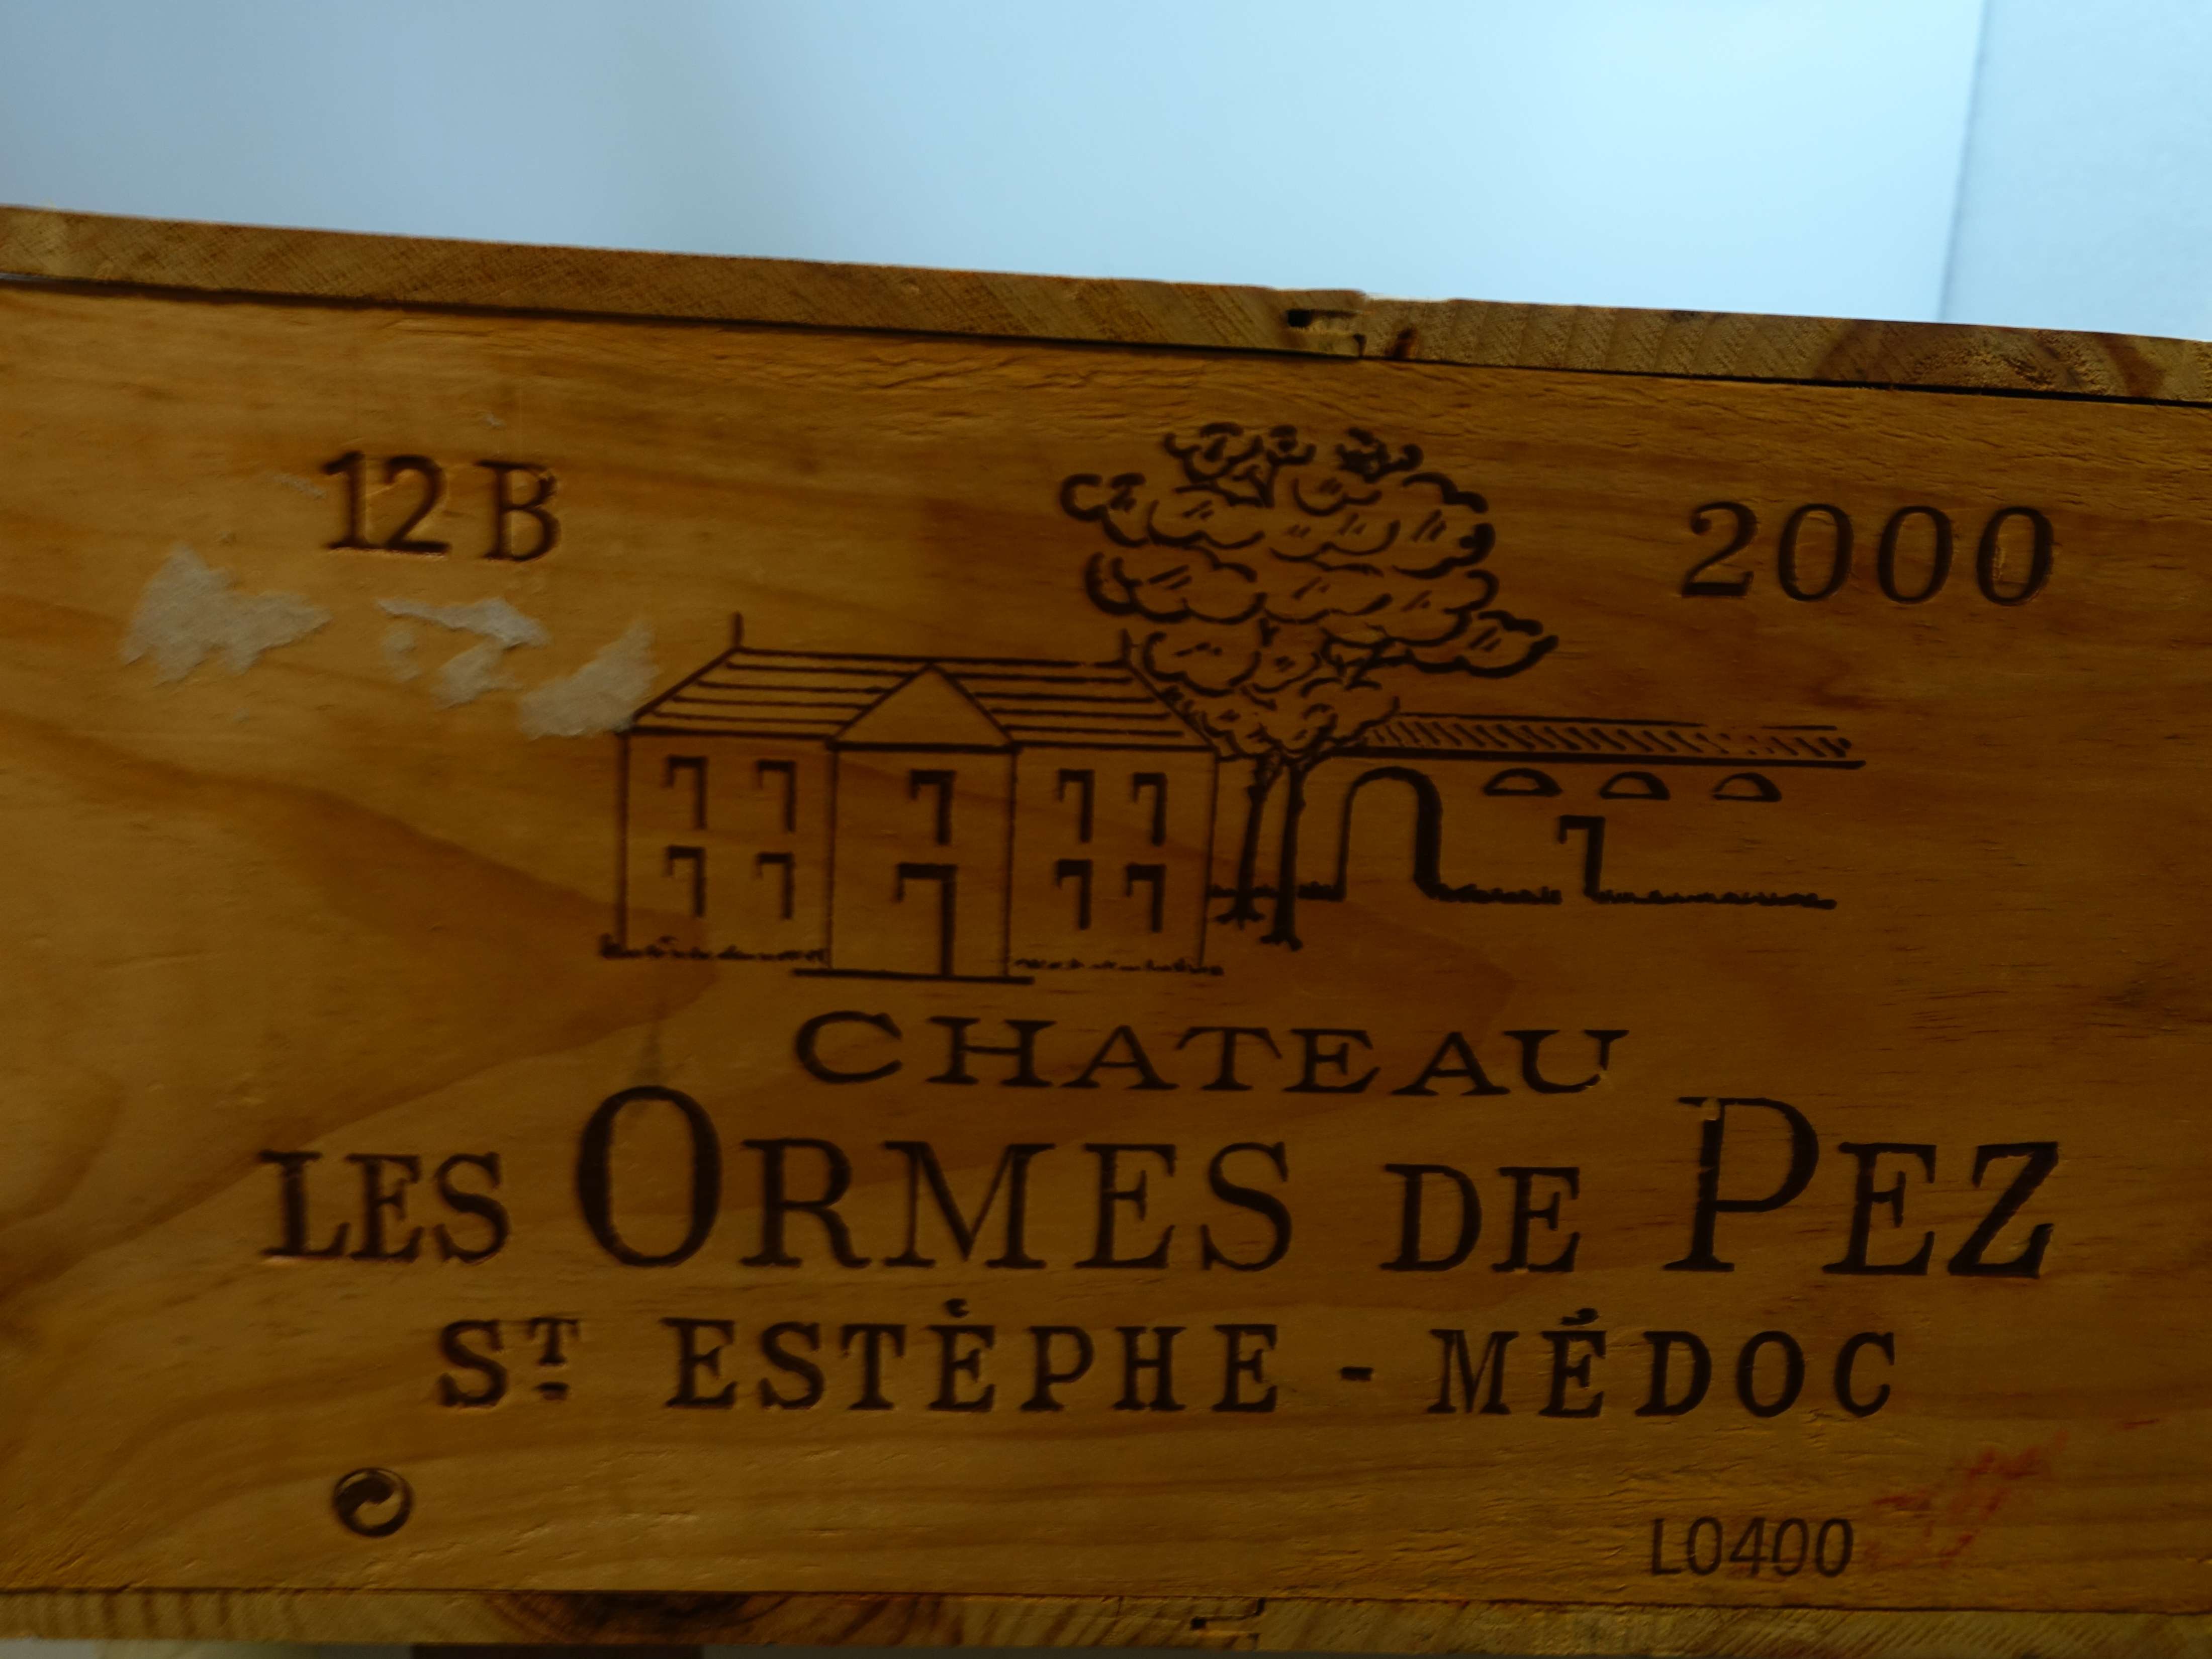 12 B
2000
CHATEAU
LES ORMES DE PEZ
ST ESTÈPHE - MÉDOC
L0400